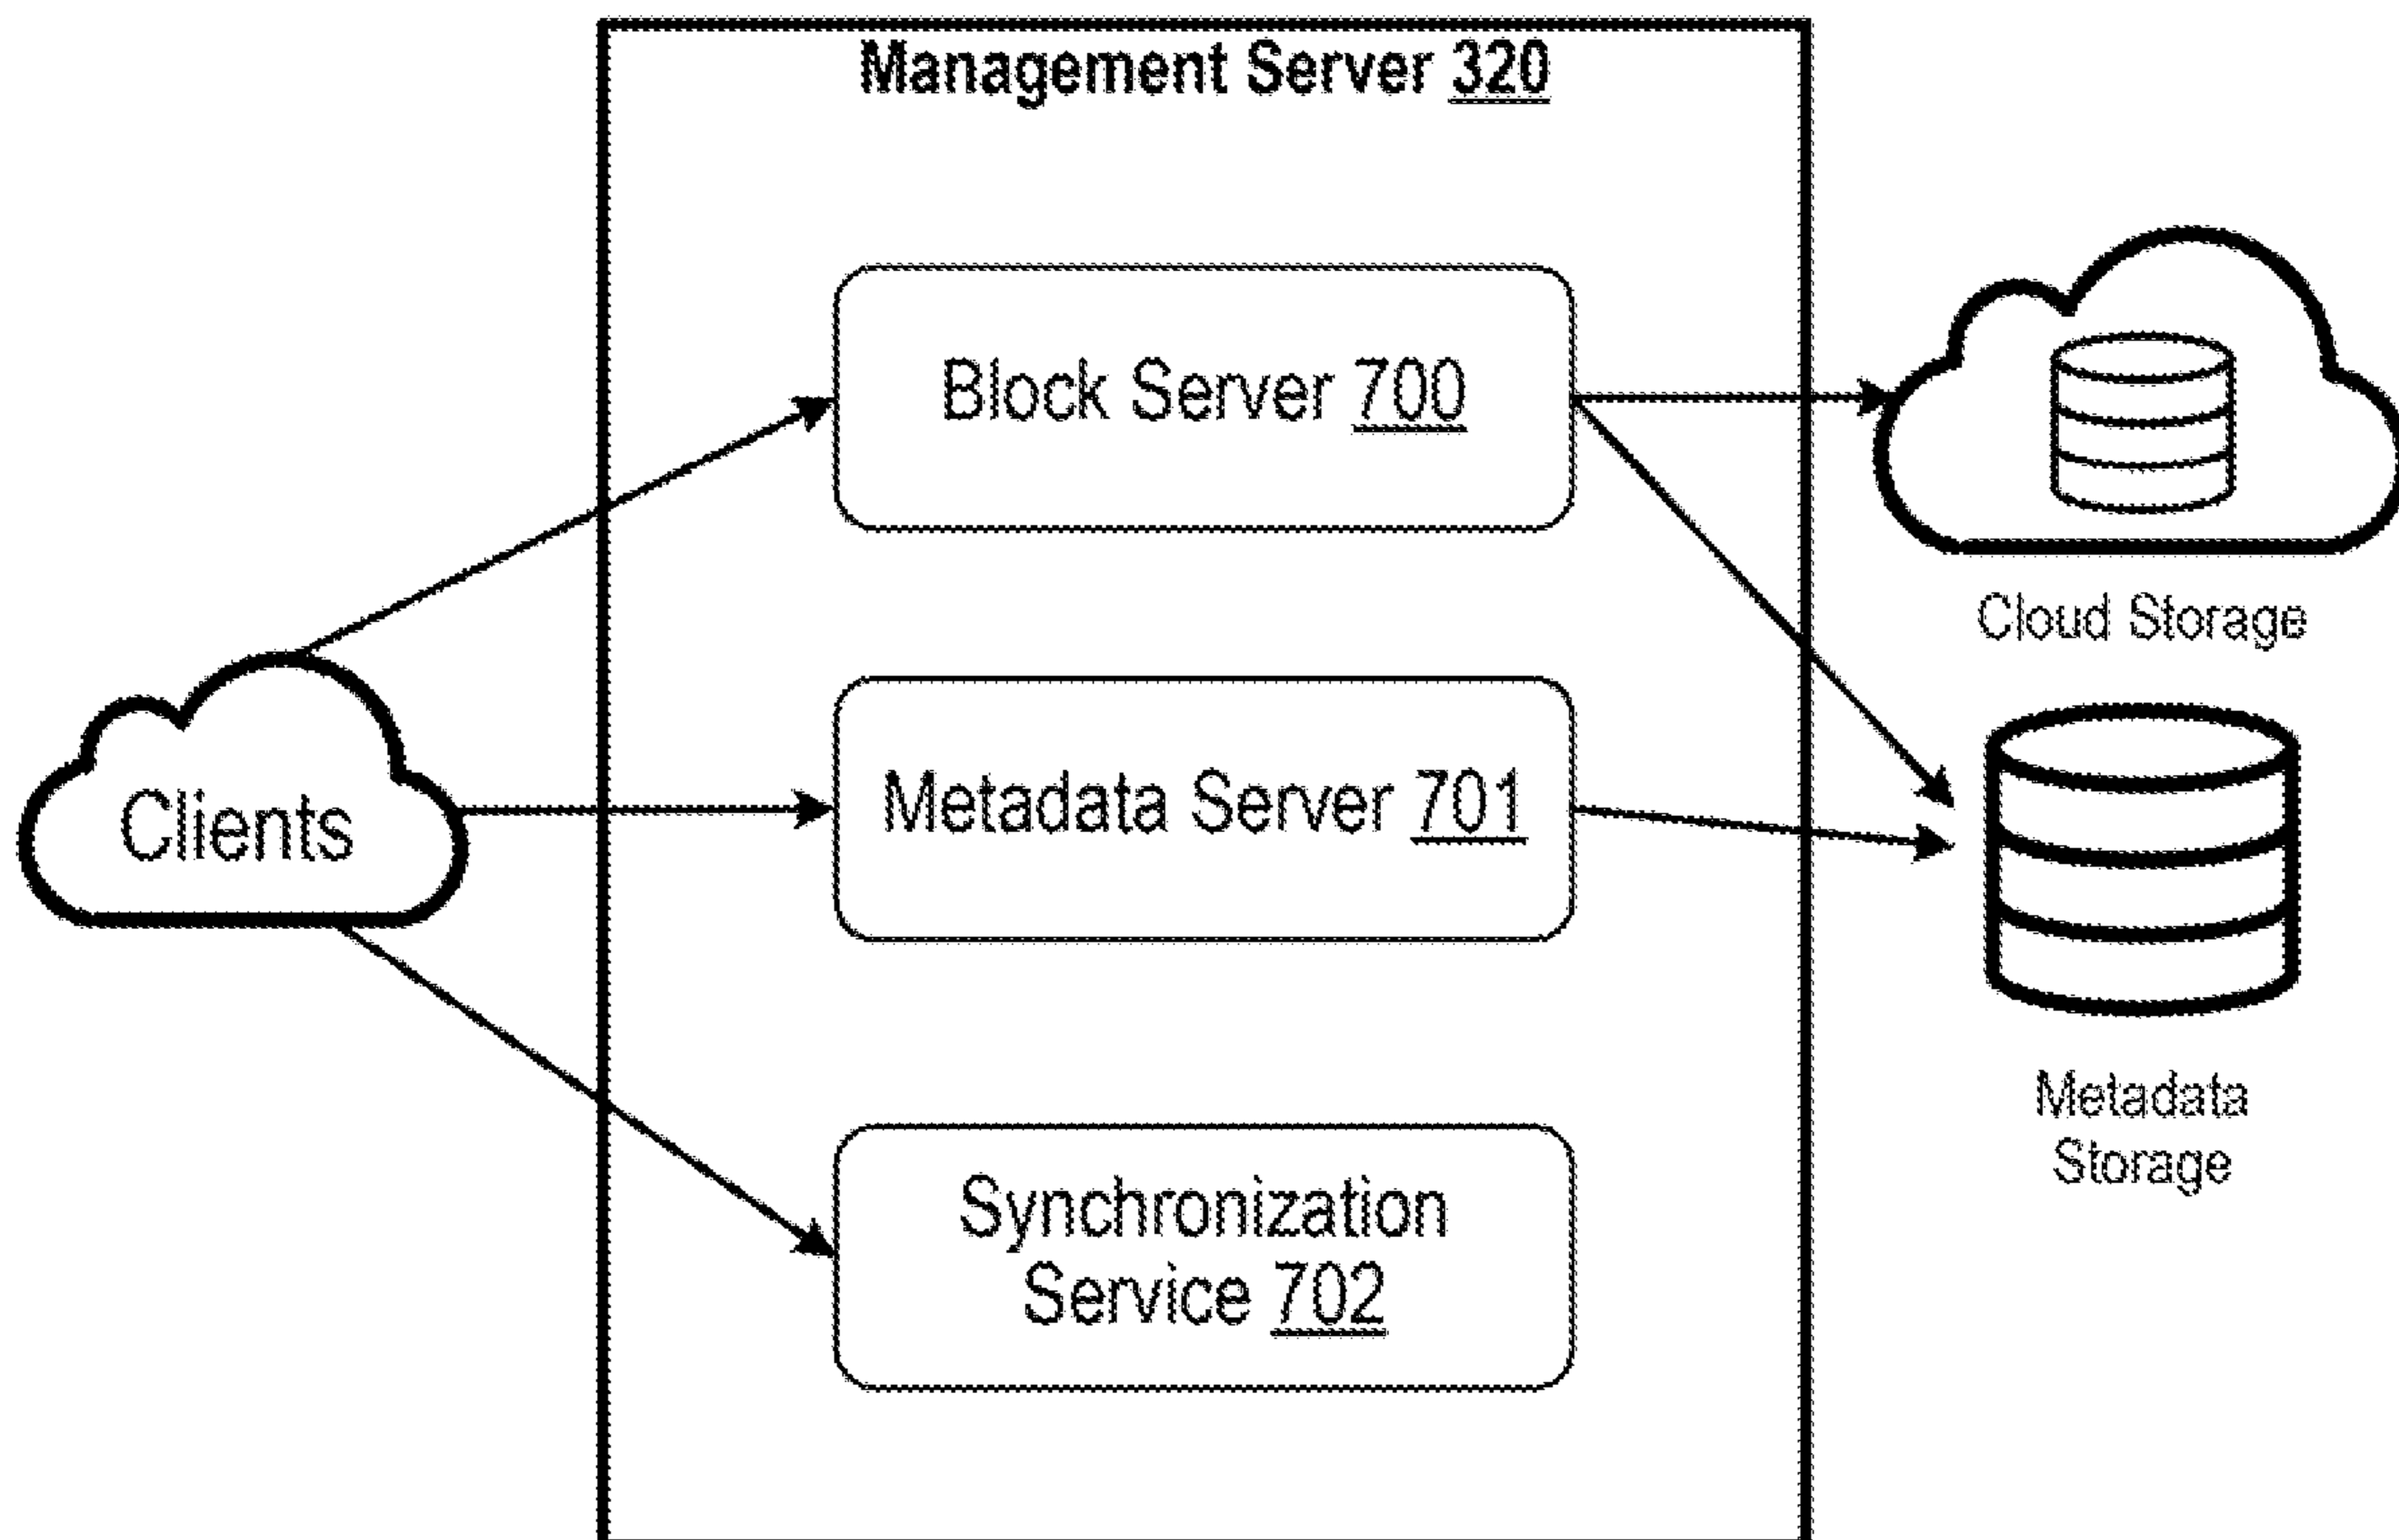 Management Server 320
Block Server 700
Cloud Storage
Clients
Metadata Server 701
Metadata
Storage
Synchronization
Service 702